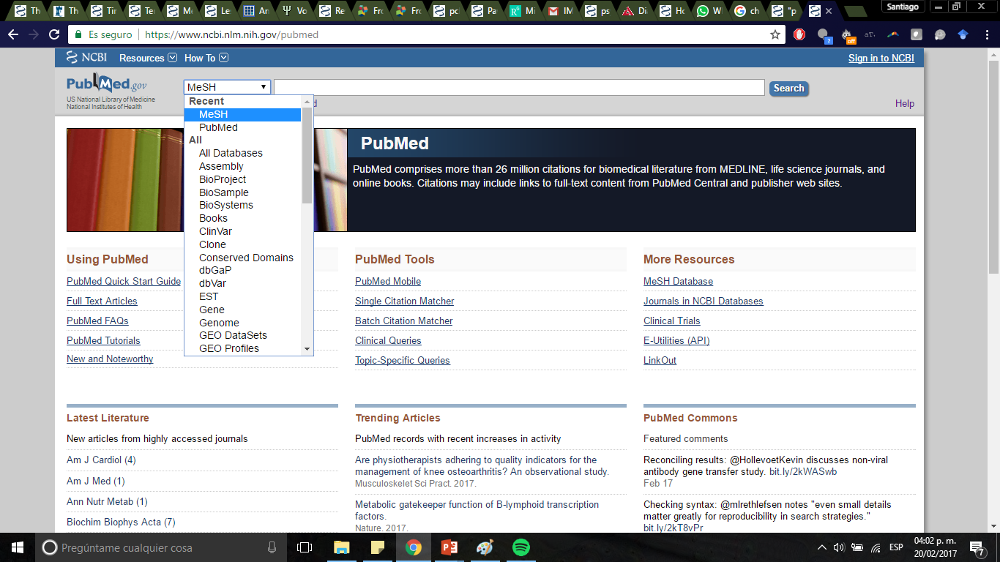 Th
Th
Tir
Te
Me
Le
An
Vo
Re
Fro
Fro
pc
Pa
Mi
IM
ps
Dia
Ho
W
ch
"p
Santiago
Es seguro
https://www.ncbi.nlm.nih.gov/pubmed
?
off
aT.
NCBI Resources How To Sign in to NCBI
PubMed.gov
US National Library of Medicine
National Institutes of Health
MeSH
Search
Help
Recent
MeSH
PubMed
All
All Databases
Assembly
BioProject
BioSample
BioSystems
Books
ClinVar
Clone
Conserved Domains
dbGaP
dbVar
EST
Gene
Genome
GEO DataSets
GEO Profiles
PubMed
PubMed comprises more than 26 million citations for biomedical literature from MEDLINE, life science journals, and
online books. Citations may include links to full-text content from PubMed Central and publisher web sites.
Using PubMed
PubMed Quick Start Guide
Full Text Articles
PubMed FAQs
PubMed Tutorials
New and Noteworthy
PubMed Tools
PubMed Mobile
Single Citation Matcher
Batch Citation Matcher
Clinical Queries
Topic-Specific Queries
More Resources
MeSH Database
Journals in NCBI Databases
Clinical Trials
E-Utilities (API)
LinkOut
Latest Literature
New articles from highly accessed journals
Am J Cardiol (4)
Am J Med (1)
Ann Nutr Metab (1)
Biochim Biophys Acta (7)
Trending Articles
PubMed records with recent increases in activity
Are physiotherapists adhering to quality indicators for the
management of knee osteoarthritis? An observational study.
Musculoskelet Sci Pract. 2017.
Metabolic gatekeeper function of B-lymphoid transcription
factors.
Nature. 2017.
PubMed Commons
Featured comments
Reconciling results: @HollevoetKevin discusses non-viral
antibody gene transfer study. bit.ly/2kWASwb
Feb 17
Checking syntax: @mlrethlefsen notes "even small details
matter greatly for reproducibility in search strategies."
bit.ly/2kT8vPr
Pregúntame cualquier cosa
ESP
04:02 p. m.
20/02/2017
7